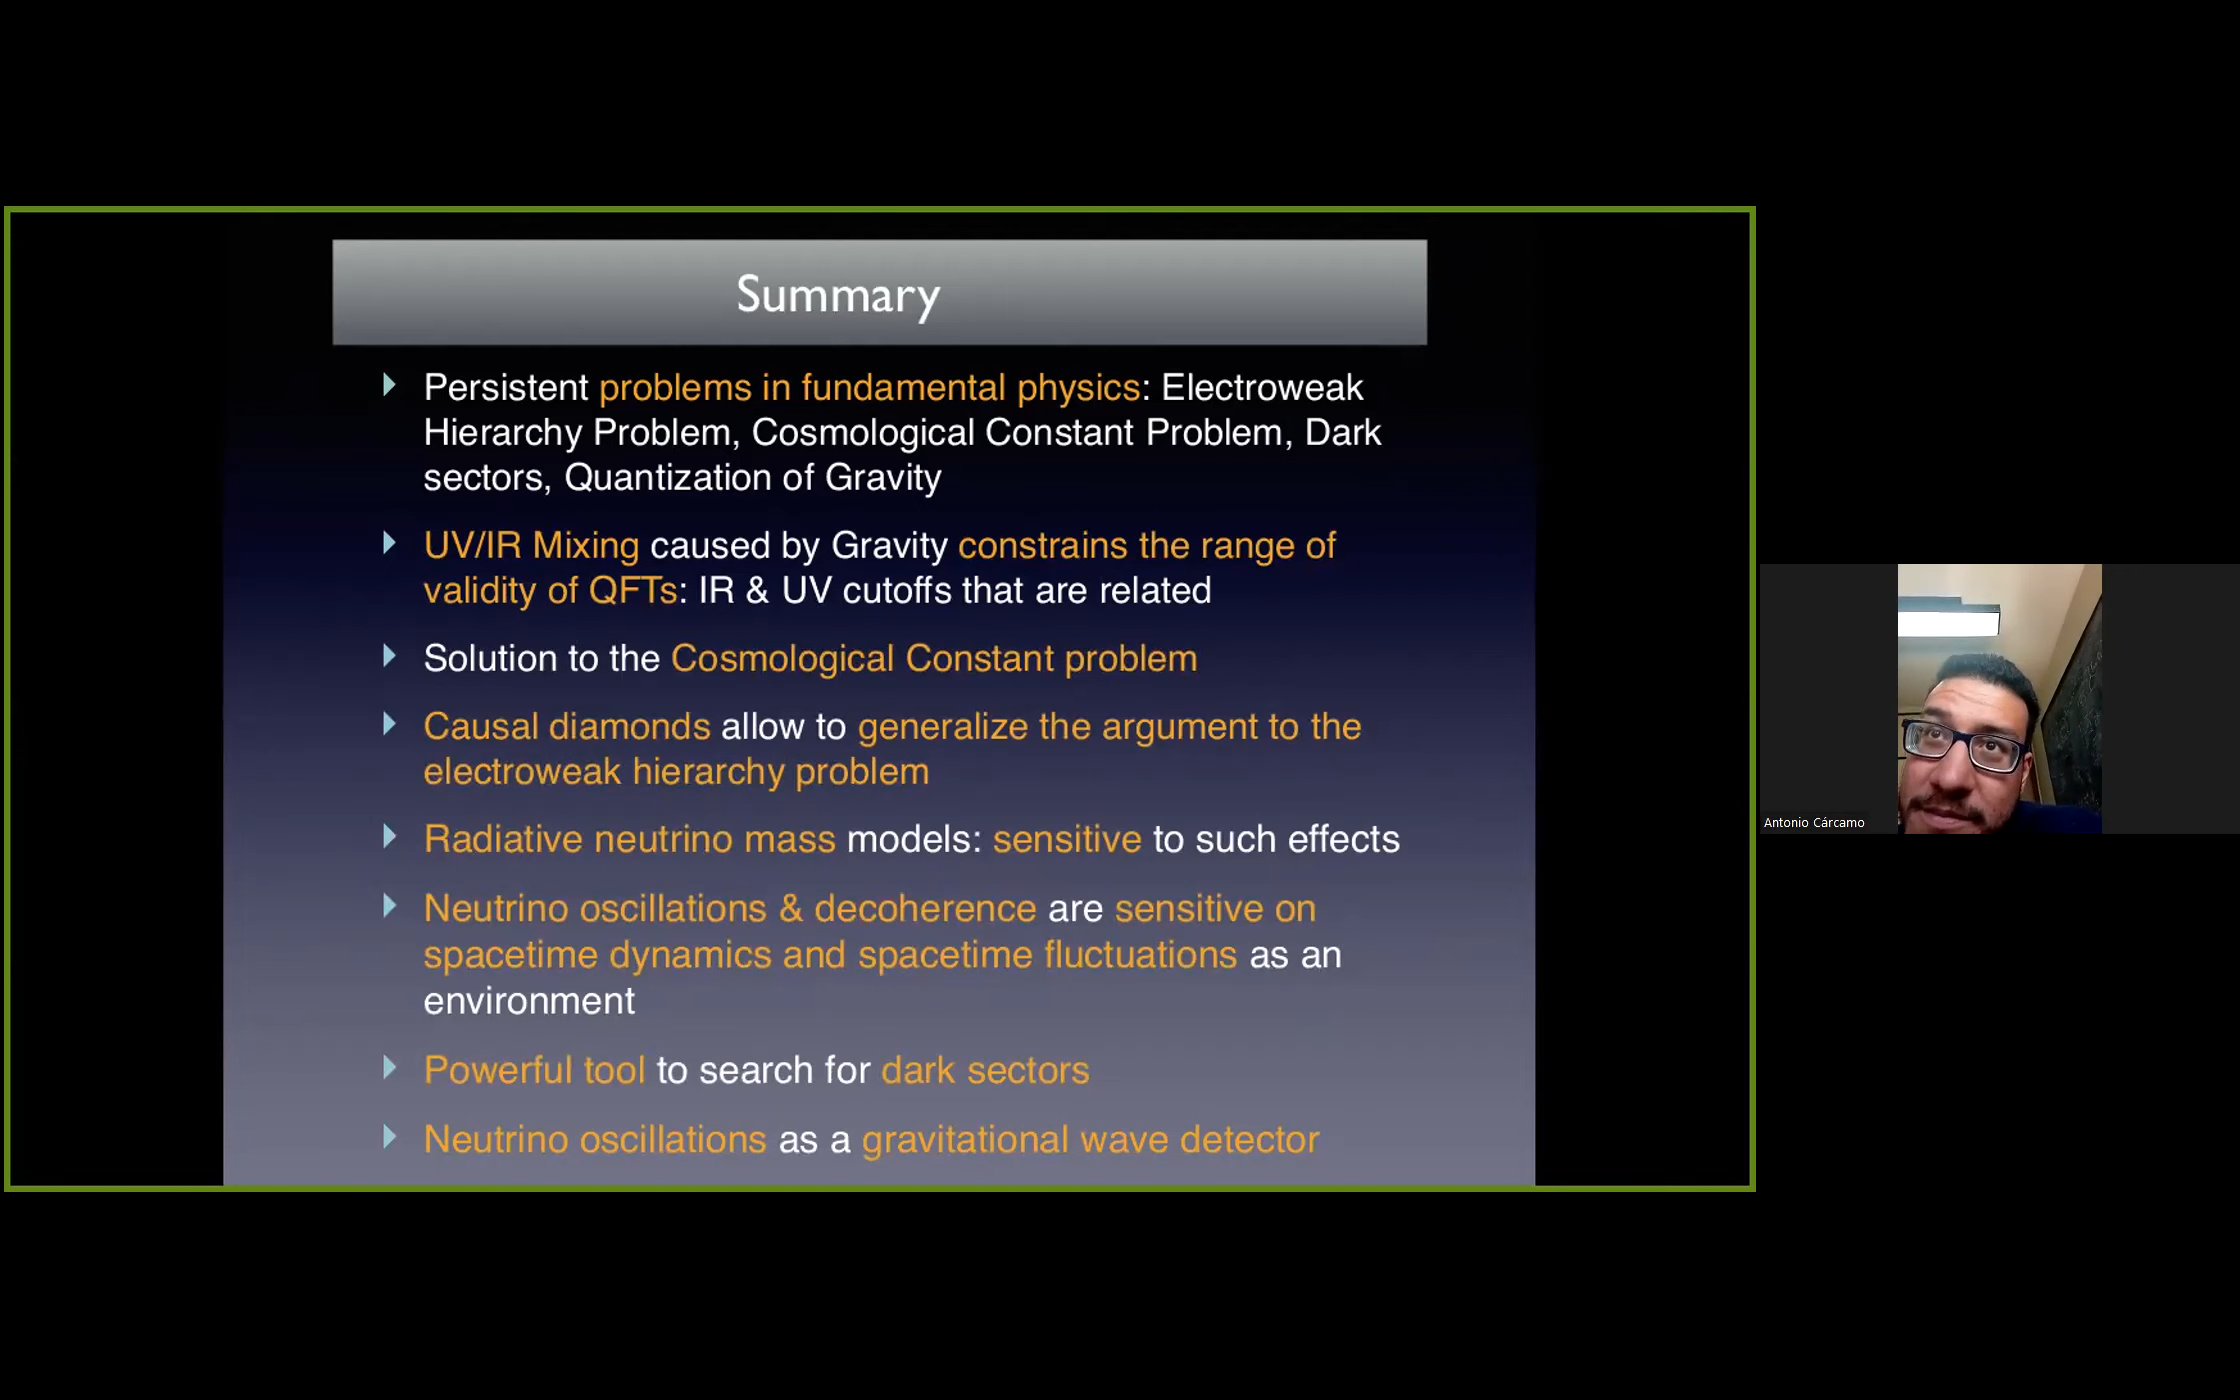 Summary
Persistent problems in fundamental physics: Electroweak
Hierarchy Problem, Cosmological Constant Problem, Dark
sectors, Quantization of Gravity
UV/IR Mixing caused by Gravity constrains the range of
validity of QFTs: IR & UV cutoffs that are related
Solution to the Cosmological Constant problem
Causal diamonds allow to generalize the argument to the
electroweak hierarchy problem
Radiative neutrino mass models: sensitive to such effects
Neutrino oscillations & decoherence are sensitive on
spacetime dynamics and spacetime fluctuations as an
environment
Powerful tool to search for dark sectors
Neutrino oscillations as a gravitational wave detector
Antonio Cárcamo